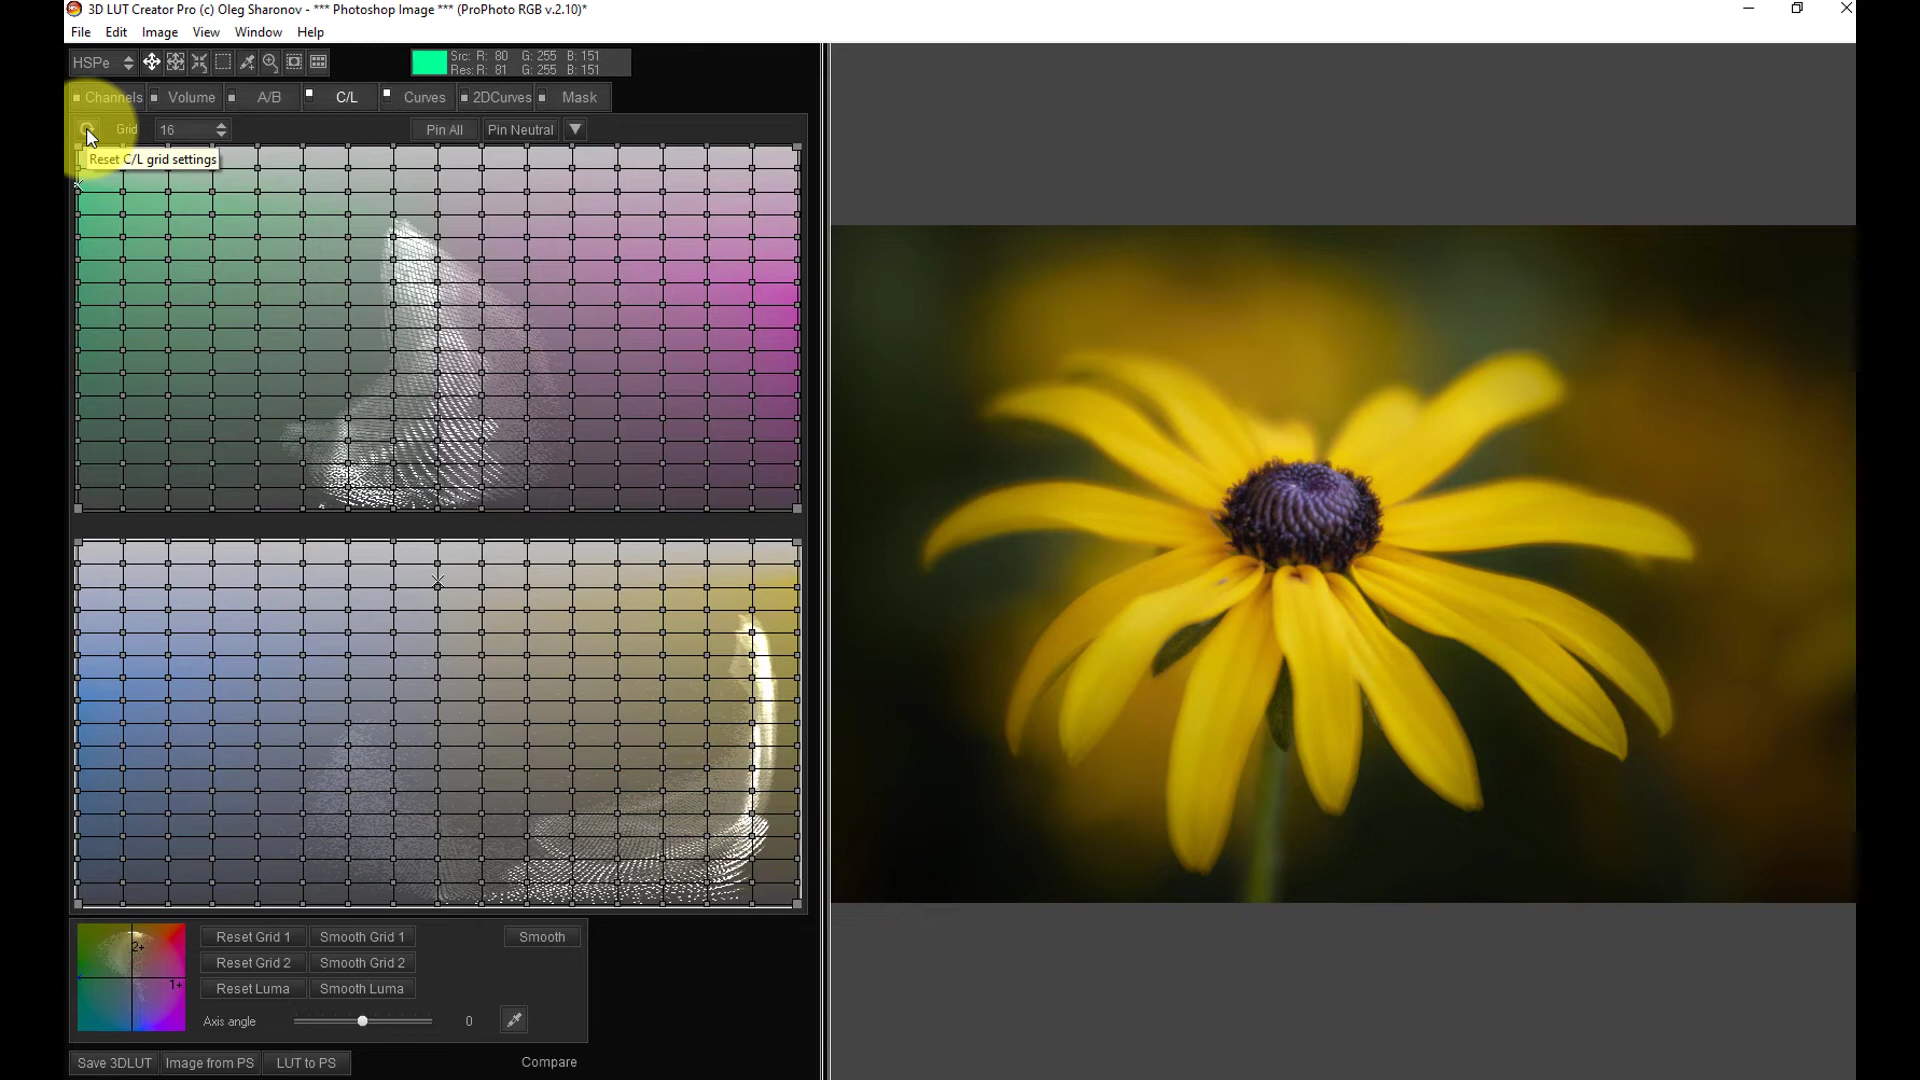 3D LUT Creator Pro (c) Oleg Sharonov - *** Photoshop Image *** (ProPhoto RGB v.2.10)*
File Edit Image View Window Help
HSPe
Src: R: 80 G: 255 B: 151
Res: R: 81 G: 255 B: 151
Channels Volume A/B C/L Curves 2DCurves Mask
Grid 16 Pin All Pin Neutral
Reset C/L grid settings
2+
1+
Reset Grid 1 Smooth Grid 1 Smooth
Reset Grid 2 Smooth Grid 2
Reset Luma Smooth Luma
Axis angle 0
Save 3DLUT Image from PS LUT to PS Compare